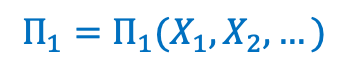 Π₁ = Π₁(X₁, X₂, …)